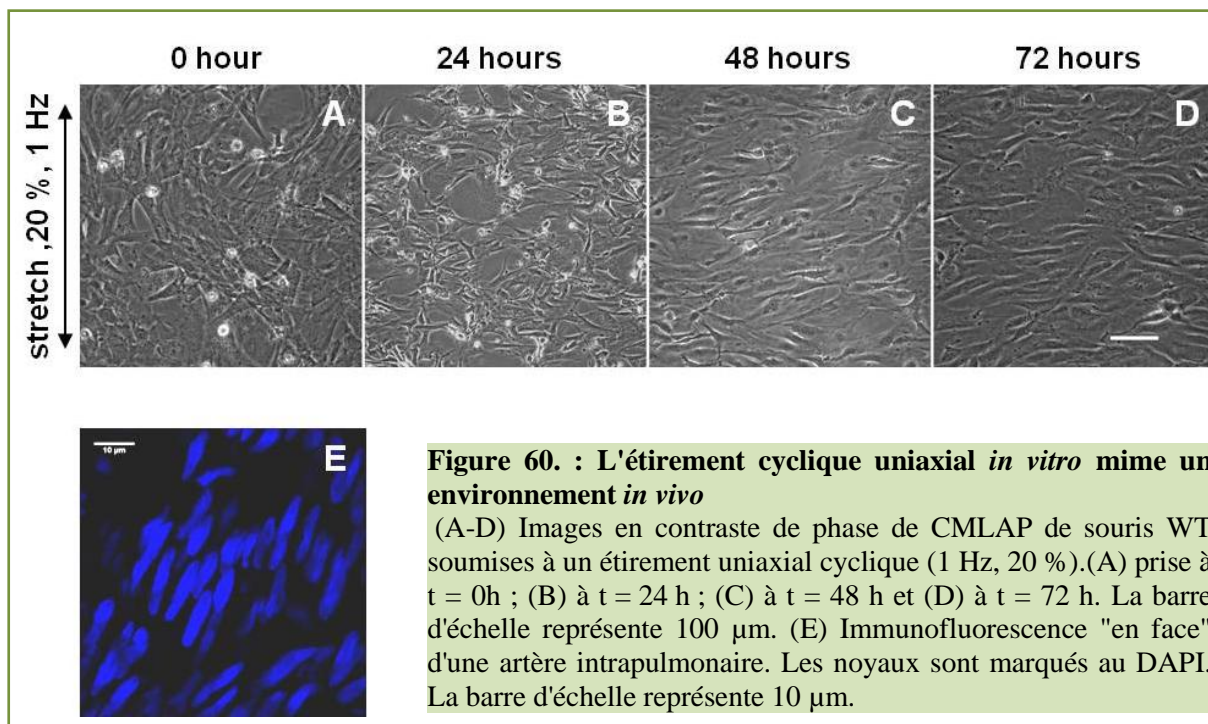 0 hour 24 hours 48 hours 72 hours
stretch ,20 %, 1 Hz
A B C D
10 µm
E
Figure 60. : L'étirement cyclique uniaxial in vitro mime un
environnement in vivo
(A-D) Images en contraste de phase de CMLAP de souris WT
soumises à un étirement uniaxial cyclique (1 Hz, 20 %).(A) prise à
t = 0h ; (B) à t = 24 h ; (C) à t = 48 h et (D) à t = 72 h. La barre
d'échelle représente 100 µm. (E) Immunofluorescence "en face"
d'une artère intrapulmonaire. Les noyaux sont marqués au DAPI.
La barre d'échelle représente 10 µm.